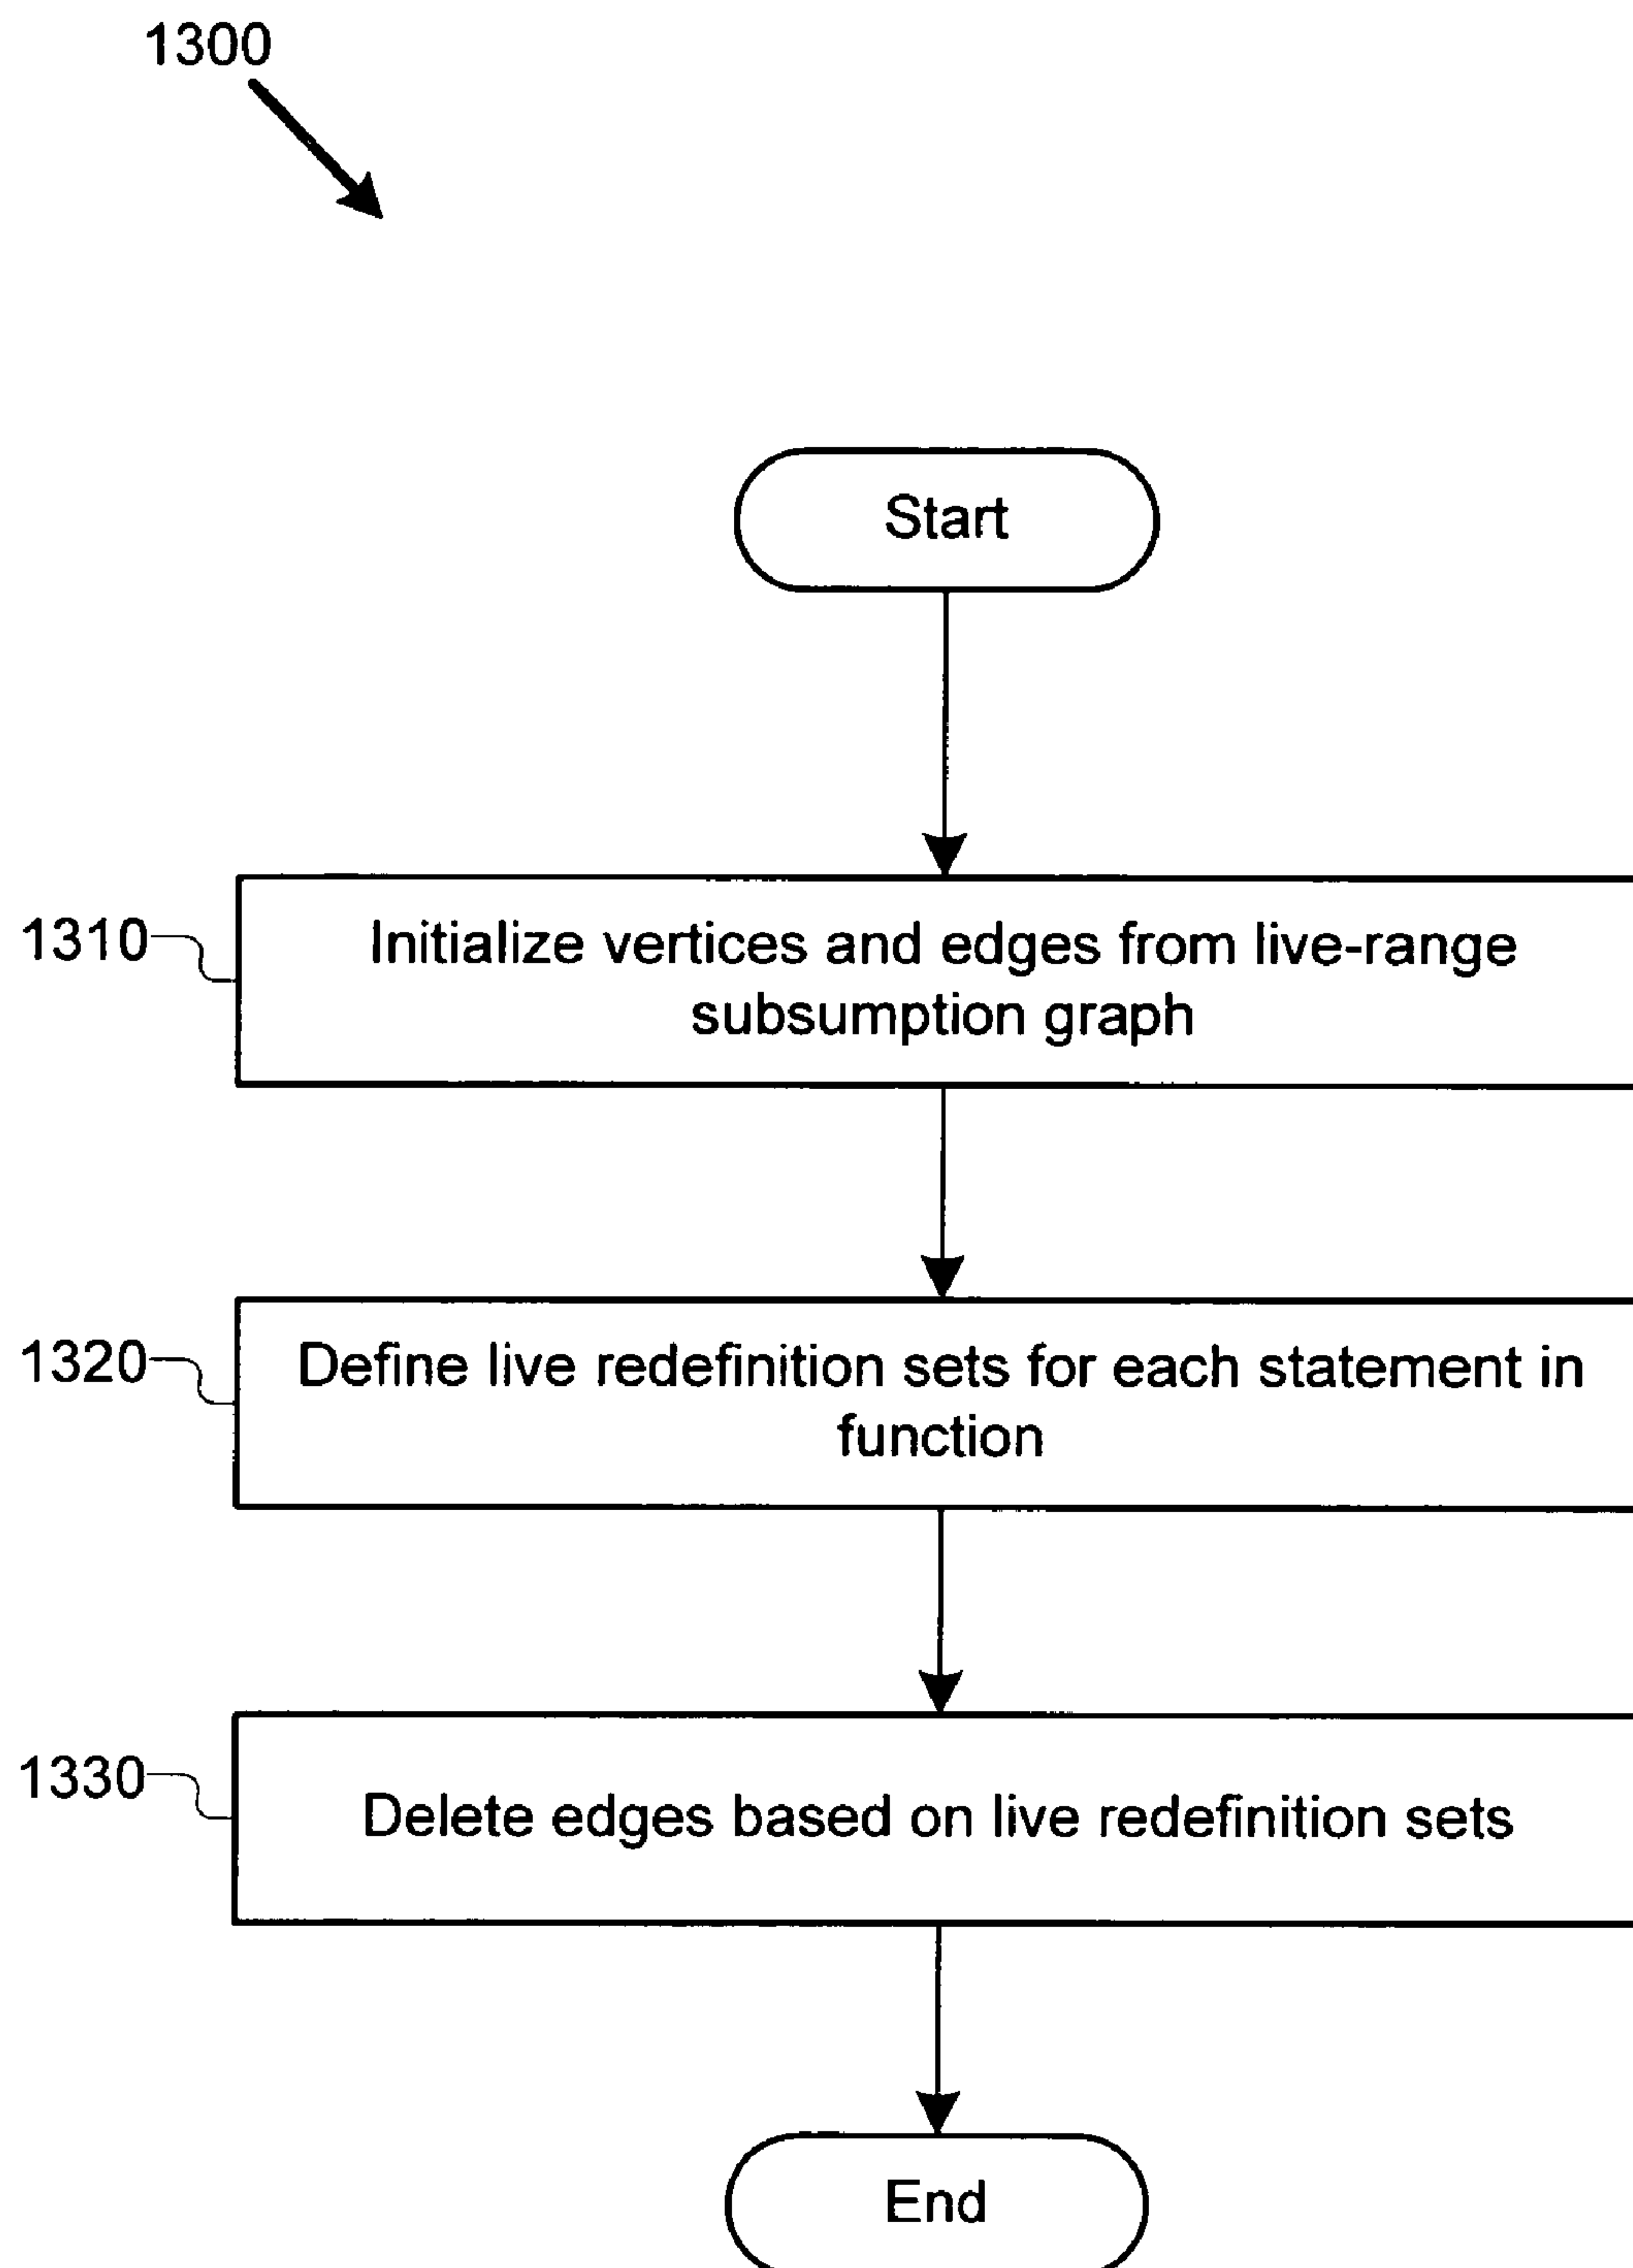 1300
Start
1310
Initialize vertices and edges from live-range
subsumption graph
1320
Define live redefinition sets for each statement in
function
1330
Delete edges based on live redefinition sets
End